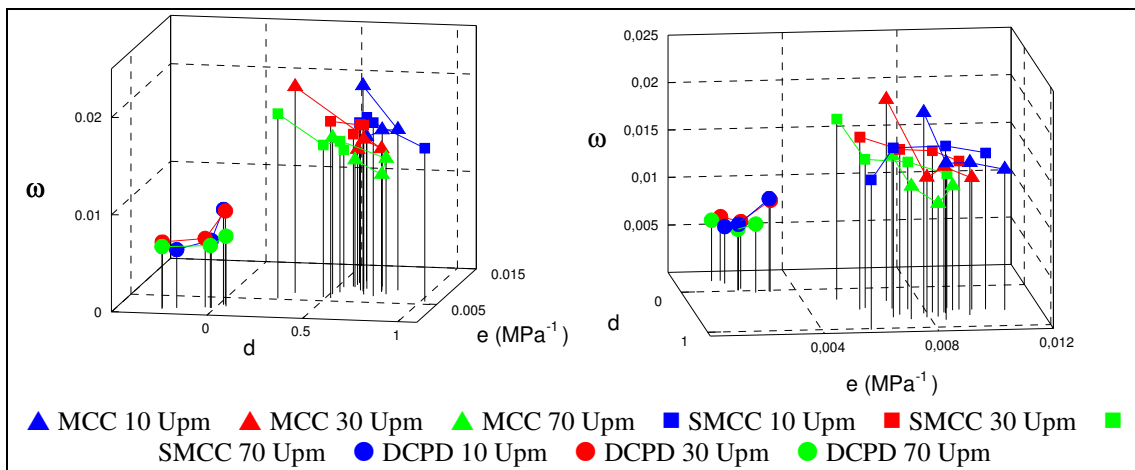 0.02
ω
0.01
0
0
0.5
1
d
0.005
0.015
e (MPa-1)
0,025
0,02
0,015
ω
0,01
0,005
0
d
1
0,004
0,008
0,012
e (MPa-1)
MCC 10 Upm MCC 30 Upm MCC 70 Upm SMCC 10 Upm SMCC 30 Upm
SMCC 70 Upm DCPD 10 Upm DCPD 30 Upm DCPD 70 Upm